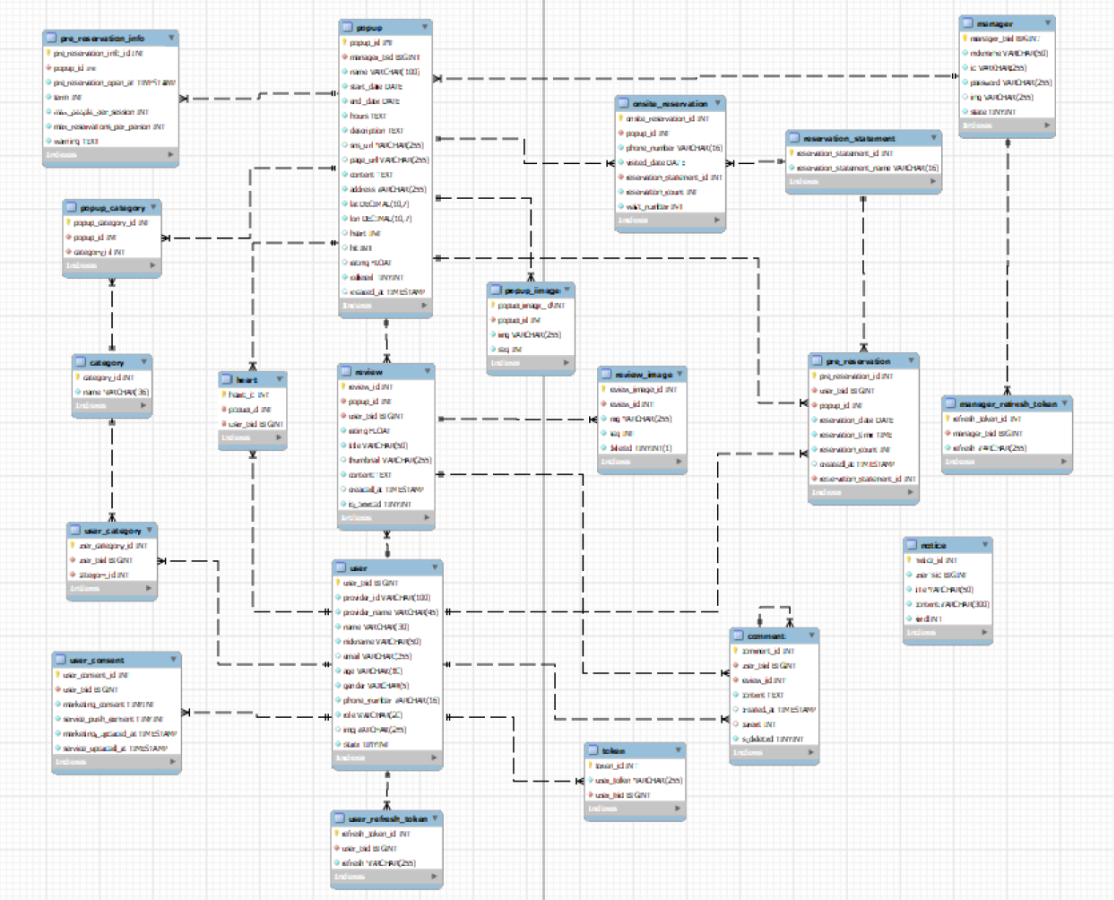 pre_reservation_info
pre_reservation_info_id INT
popup_id INT
pre_reservation_open_at TIMESTAMP
term INT
max_people_per_session INT
max_reservations_per_person INT
warning TEXT
Indexes
popup
popup_id INT
manager_bid BIGINT
name VARCHAR(100)
start_date DATE
end_date DATE
hours TEXT
description TEXT
sns_url VARCHAR(255)
page_url VARCHAR(255)
content TEXT
address VARCHAR(255)
lat DECIMAL(10,7)
lon DECIMAL(10,7)
heart INT
hit INT
rating FLOAT
TINYINT
created_at TIMESTAMP
Indexes
manager
manager_bid BIGINT
nickname VARCHAR(50)
id VARCHAR(255)
password VARCHAR(255)
img VARCHAR(255)
state TINYINT
Indexes
onsite_reservation
onsite_reservation_id INT
popup_id INT
phone_number VARCHAR(16)
visited_date DATE
reservation_statement_id INT
reservation_count INT
wait_number INT
Indexes
reservation_statement
reservation_statement_id INT
reservation_statement_name VARCHAR(16)
Indexes
popup_category
popup_category_id INT
popup_id INT
category_id INT
Indexes
popup_image
popup_image_id INT
popup_id INT
img VARCHAR(255)
seq INT
Indexes
category
category_id INT
name VARCHAR(36)
Indexes
heart
heart_id INT
popup_id INT
user_bid BIGINT
Indexes
review
review_id INT
popup_id INT
user_bid BIGINT
rating FLOAT
title VARCHAR(50)
thumbnail VARCHAR(255)
content TEXT
created_at TIMESTAMP
is_deleted TINYINT
Indexes
review_image
review_image_id INT
review_id INT
img VARCHAR(255)
seq INT
deleted TINYINT(1)
Indexes
pre_reservation
pre_reservation_id INT
user_bid BIGINT
popup_id INT
reservation_date DATE
reservation_time TIME
reservation_count INT
created_at TIMESTAMP
reservation_statement_id INT
Indexes
manager_refresh_token
refresh_token_id INT
manager_bid BIGINT
refresh VARCHAR(255)
Indexes
user_category
user_category_id INT
user_bid BIGINT
category_id INT
Indexes
user
user_bid BIGINT
provider_id VARCHAR(100)
provider_name VARCHAR(45)
name VARCHAR(30)
nickname VARCHAR(50)
email VARCHAR(255)
age VARCHAR(10)
gender VARCHAR(5)
phone_number VARCHAR(16)
role VARCHAR(20)
img VARCHAR(255)
state TINYINT
Indexes
notice
notice_id INT
BIGINT
title VARCHAR(50)
content VARCHAR(300)
INT
Indexes
user_consent
user_consent_id INT
user_bid BIGINT
marketing_consent TINYINT
service_push_consent TINYINT
marketing_updated_at TIMESTAMP
service_updated_at TIMESTAMP
Indexes
comment
comment_id INT
user_bid BIGINT
review_id INT
content TEXT
created_at TIMESTAMP
parent INT
is_deleted TINYINT
Indexes
token
token_id INT
user_token VARCHAR(255)
user_bid BIGINT
Indexes
user_refresh_token
refresh_token_id INT
user_bid BIGINT
refresh VARCHAR(255)
Indexes